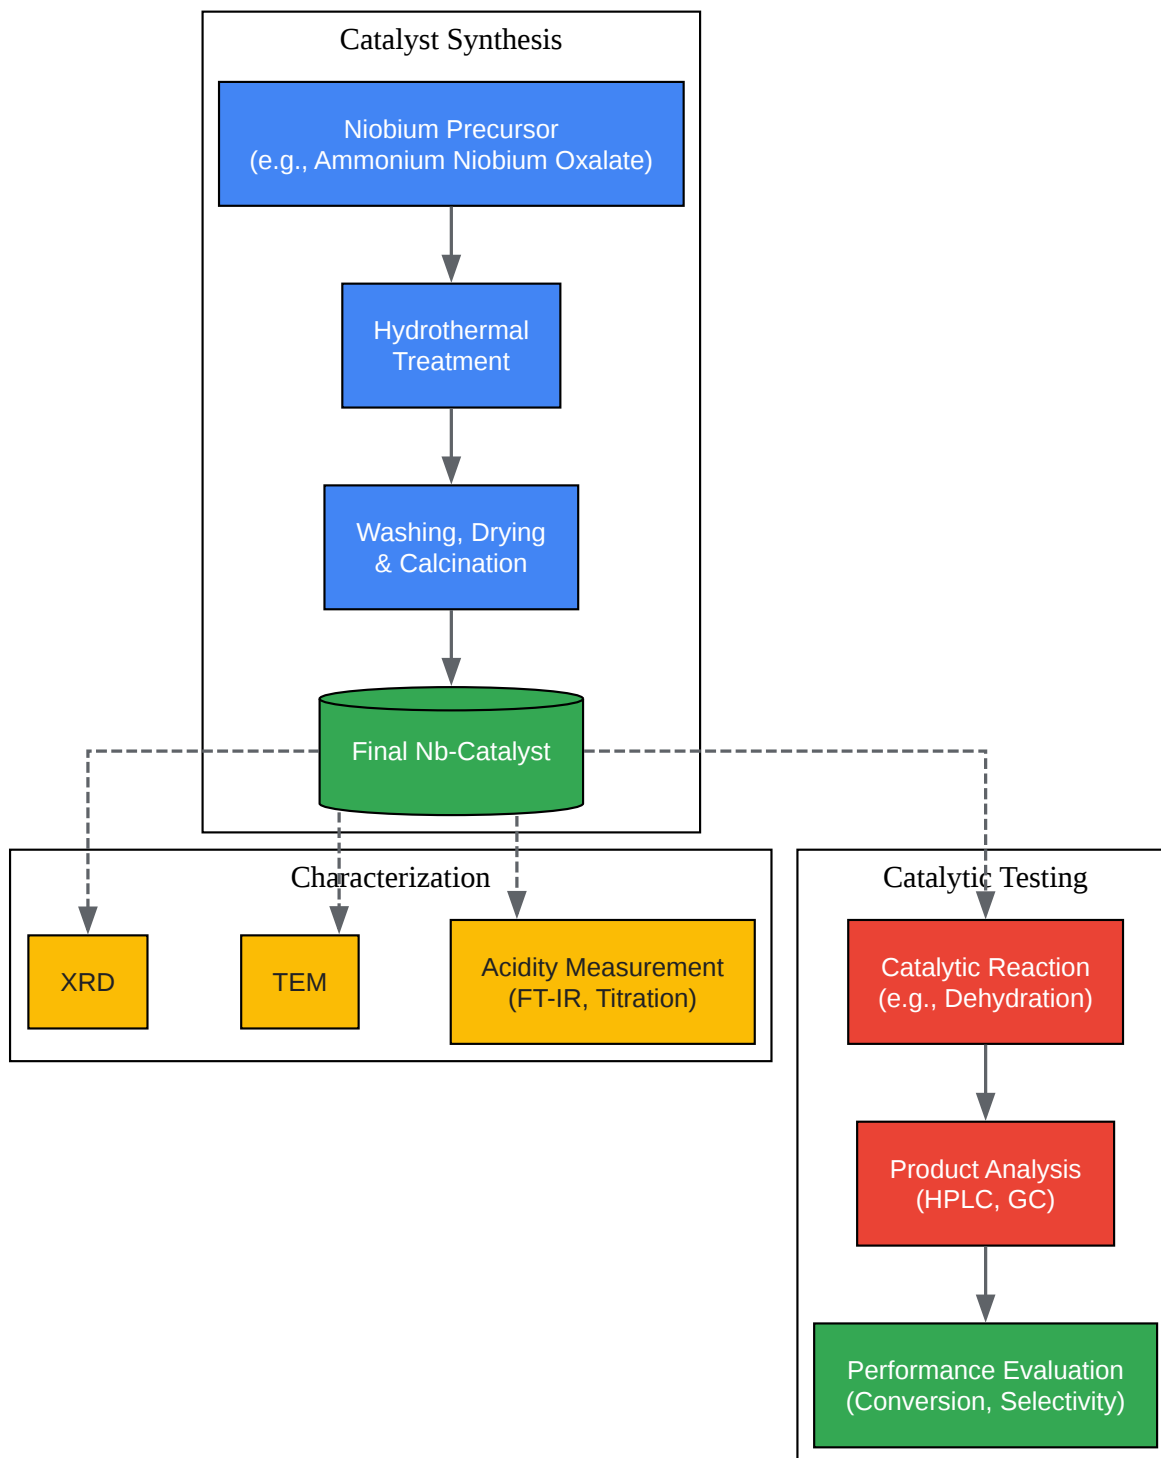 Catalyst Synthesis
Niobium Precursor
(e.g., Ammonium Niobium Oxalate)
Hydrothermal
Treatment
Washing, Drying
& Calcination
Final Nb-Catalyst
Characterization
XRD
TEM
Acidity Measurement
(FT-IR, Titration)
Catalytic Testing
Catalytic Reaction
(e.g., Dehydration)
Product Analysis
(HPLC, GC)
Performance Evaluation
(Conversion, Selectivity)